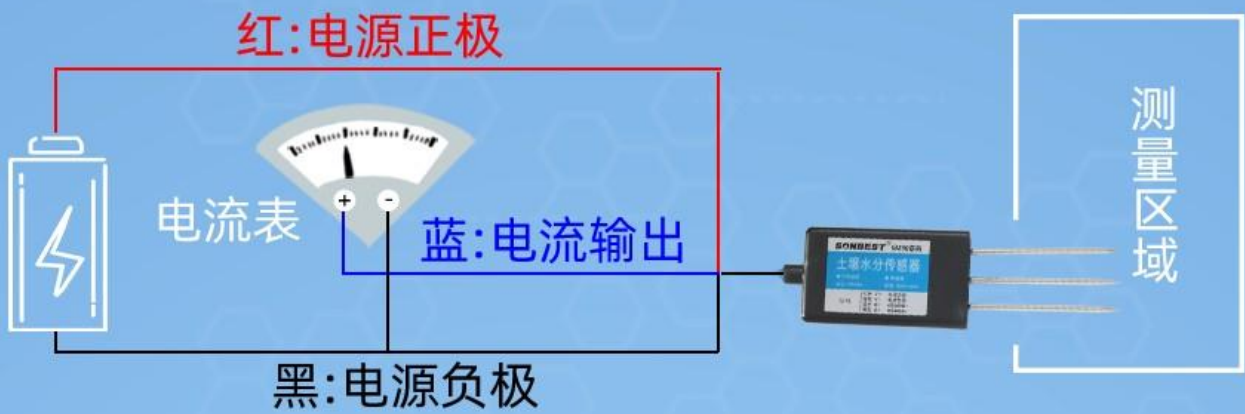 红:电源正极
测量区域
电流表
+ -
蓝:电流输出
SONBEST
土壤水分传感器
黑:电源负极